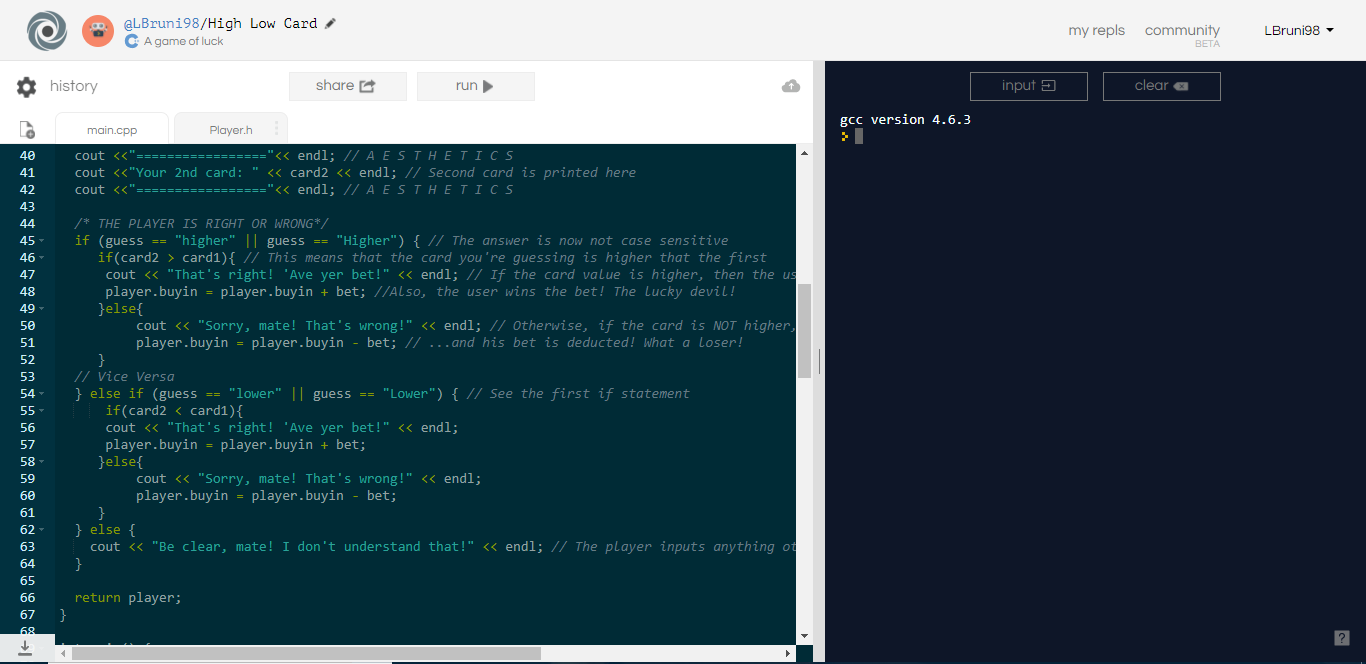 @LBruni98/High Low Card
A game of luck
my repls community LBruni98
BETA
history share run
main.cpp Player.h
input clear
gcc version 4.6.3
40 cout <<"================="<< endl; // A E S T H E T I C S
41 cout <<"Your 2nd card: " << card2 << endl; // Second card is printed here
42 cout <<"================="<< endl; // A E S T H E T I C S
43
44 /* THE PLAYER IS RIGHT OR WRONG*/
45 if (guess == "higher" || guess == "Higher") { // The answer is now not case sensitive
46 if(card2 > card1){ // This means that the card you're guessing is higher that the first
47 cout << "That's right! 'Ave yer bet!" << endl; // If the card value is higher, then the us
48 player.buyin = player.buyin + bet; //Also, the user wins the bet! The lucky devil!
49 }else{
50 cout << "Sorry, mate! That's wrong!" << endl; // Otherwise, if the card is NOT higher,
51 player.buyin = player.buyin - bet; // ...and his bet is deducted! What a loser!
52 }
53 // Vice Versa
54 } else if (guess == "lower" || guess == "Lower") { // See the first if statement
55 if(card2 < card1){
56 cout << "That's right! 'Ave yer bet!" << endl;
57 player.buyin = player.buyin + bet;
58 }else{
59 cout << "Sorry, mate! That's wrong!" << endl;
60 player.buyin = player.buyin - bet;
61 }
62 } else {
63 cout << "Be clear, mate! I don't understand that!" << endl; // The player inputs anything ot
64 }
65
66 return player;
67 }
68
?